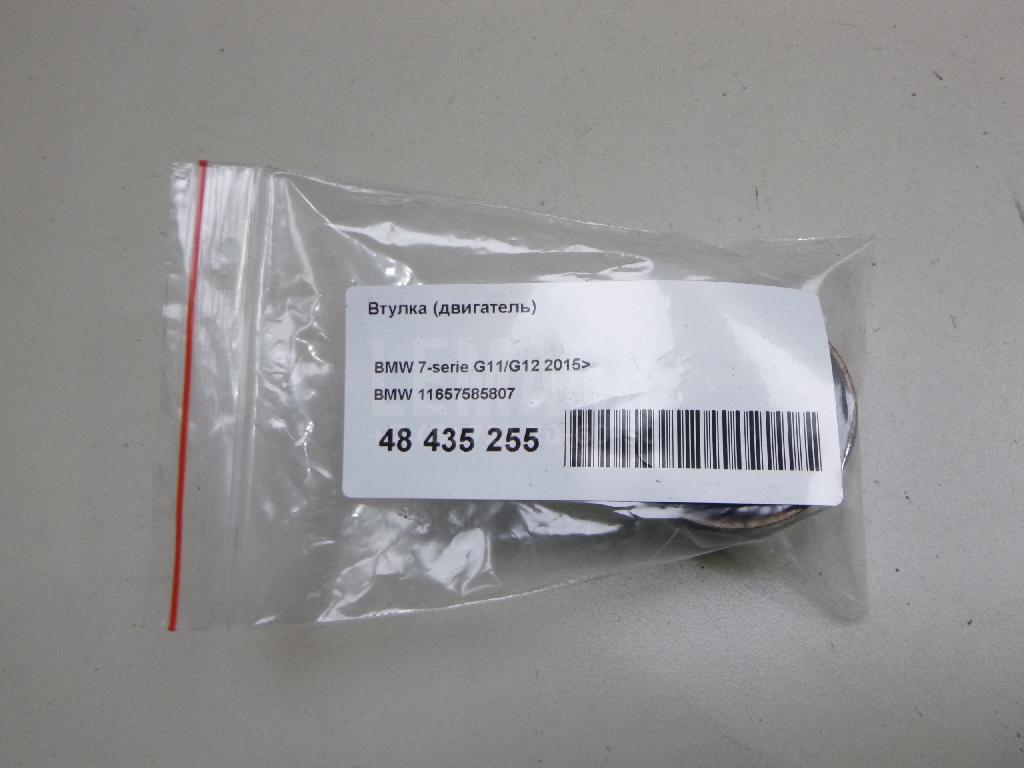 Втулка (двигатель)
BMW 7-serie G11/G12 2015>
BMW 11657585807
48 435 255